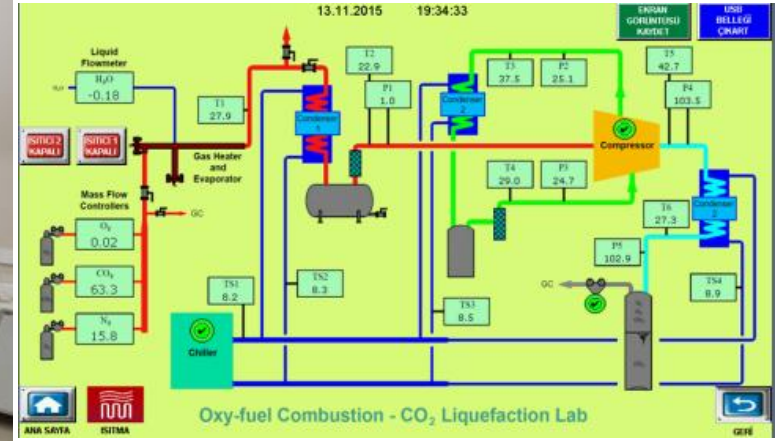 13.11.2015 19:34:33
EKRAN
GÖRÜNTÜSÜ
KAYDET
USB
BELLEĞİ
ÇIKART
Liquid
Flowmeter
H₂O
-0.18
H₂O
T1
27.9
T2
22.9
P1
1.0
T3
37.5
P2
25.1
T5
42.7
P4
103.5
Condenser
Condenser
2
Compressor
ISITICI 2
KAPALI
ISITICI 1
KAPALI
Gas Heater
and
Evaporator
T4
29.0
P3
24.7
Mass Flow
Controllers
GC
O₂
0.02
CO₂
63.3
N₂
15.8
T6
27.3
Condenser
2
P5
102.9
TS1
8.2
TS2
8.3
TS3
8.5
TS4
8.9
GC
Chiller
ANA SAYFA
ISITMA
Oxy-fuel Combustion - CO₂ Liquefaction Lab
GERİ